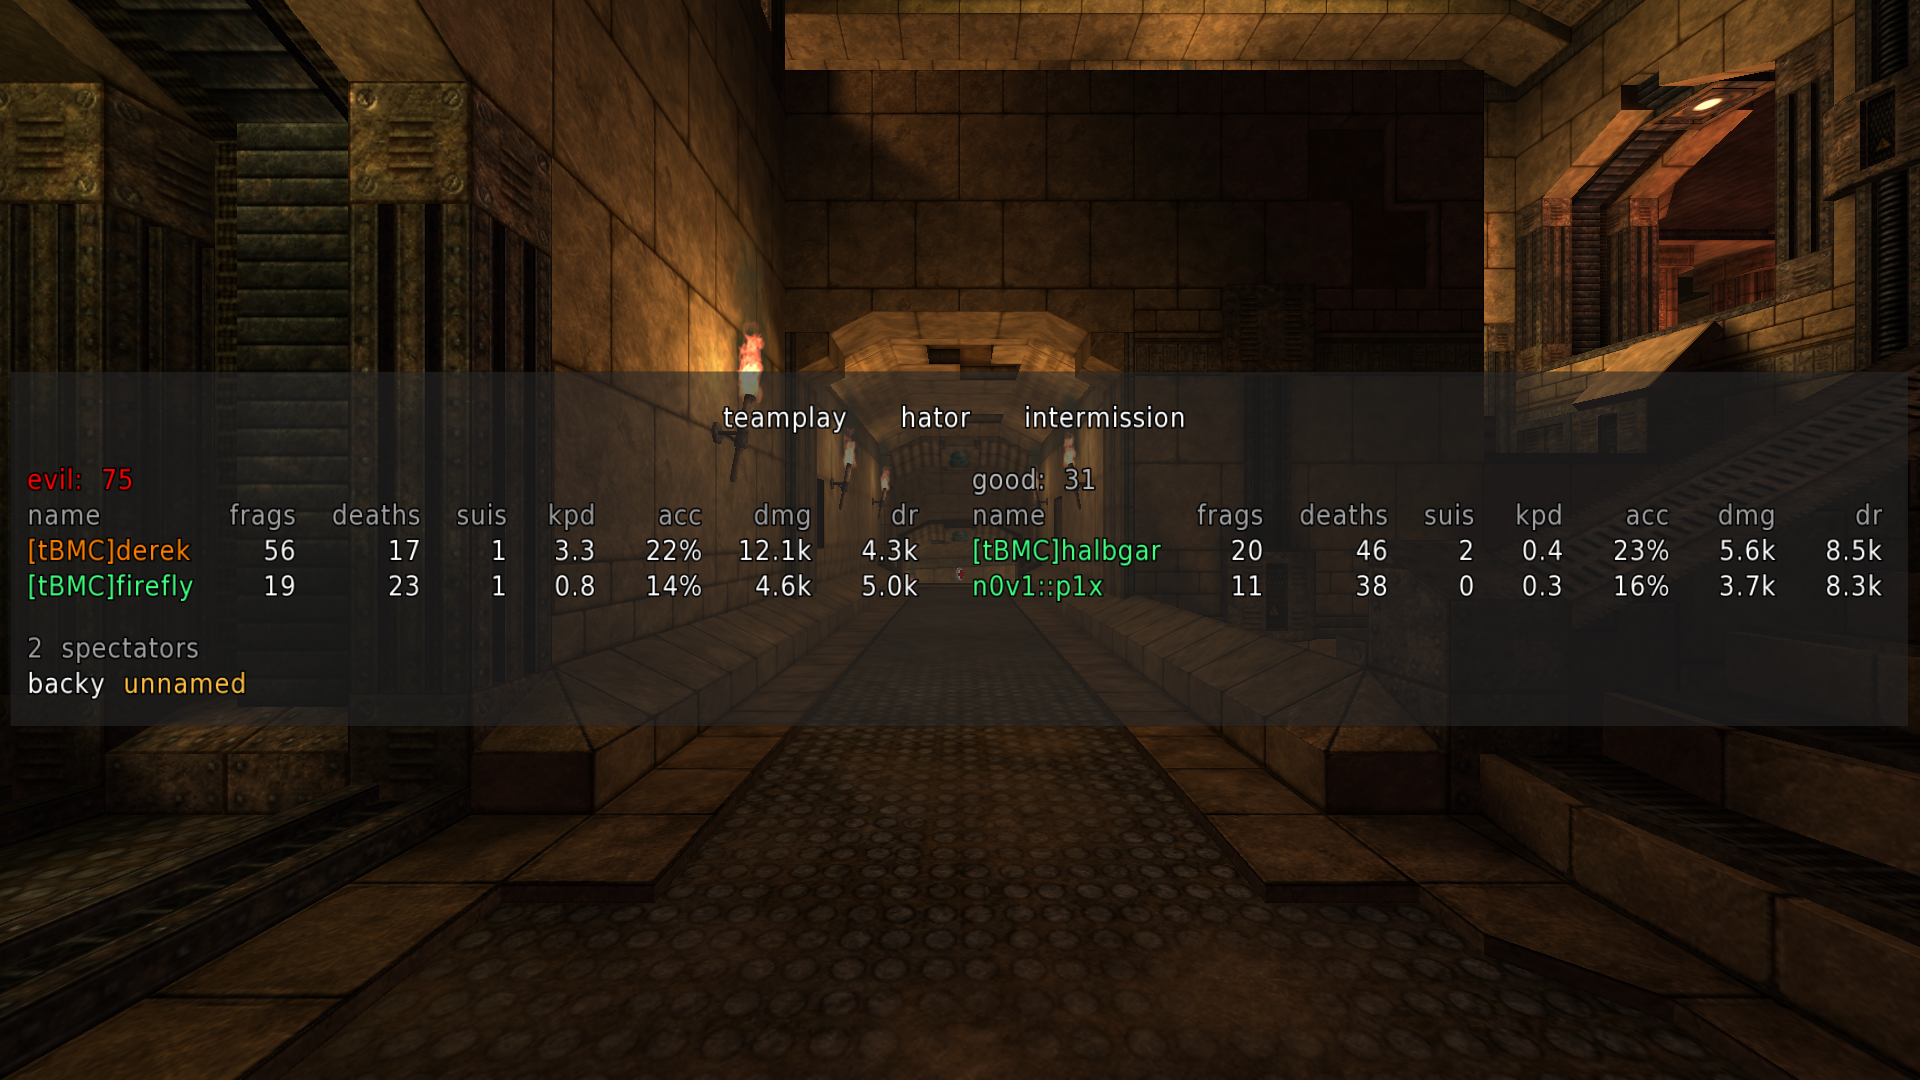 teamplay hator intermission
evil: 75
name frags deaths suis kpd acc dmg dr
[tBMC]derek 56 17 1 3.3 22% 12.1k 4.3k
[tBMC]firefly 19 23 1 0.8 14% 4.6k 5.0k
good: 31
name frags deaths suis kpd acc dmg dr
[tBMC]halbgar 20 46 2 0.4 23% 5.6k 8.5k
n0v1::p1x 11 38 0 0.3 16% 3.7k 8.3k
2 spectators
backy unnamed